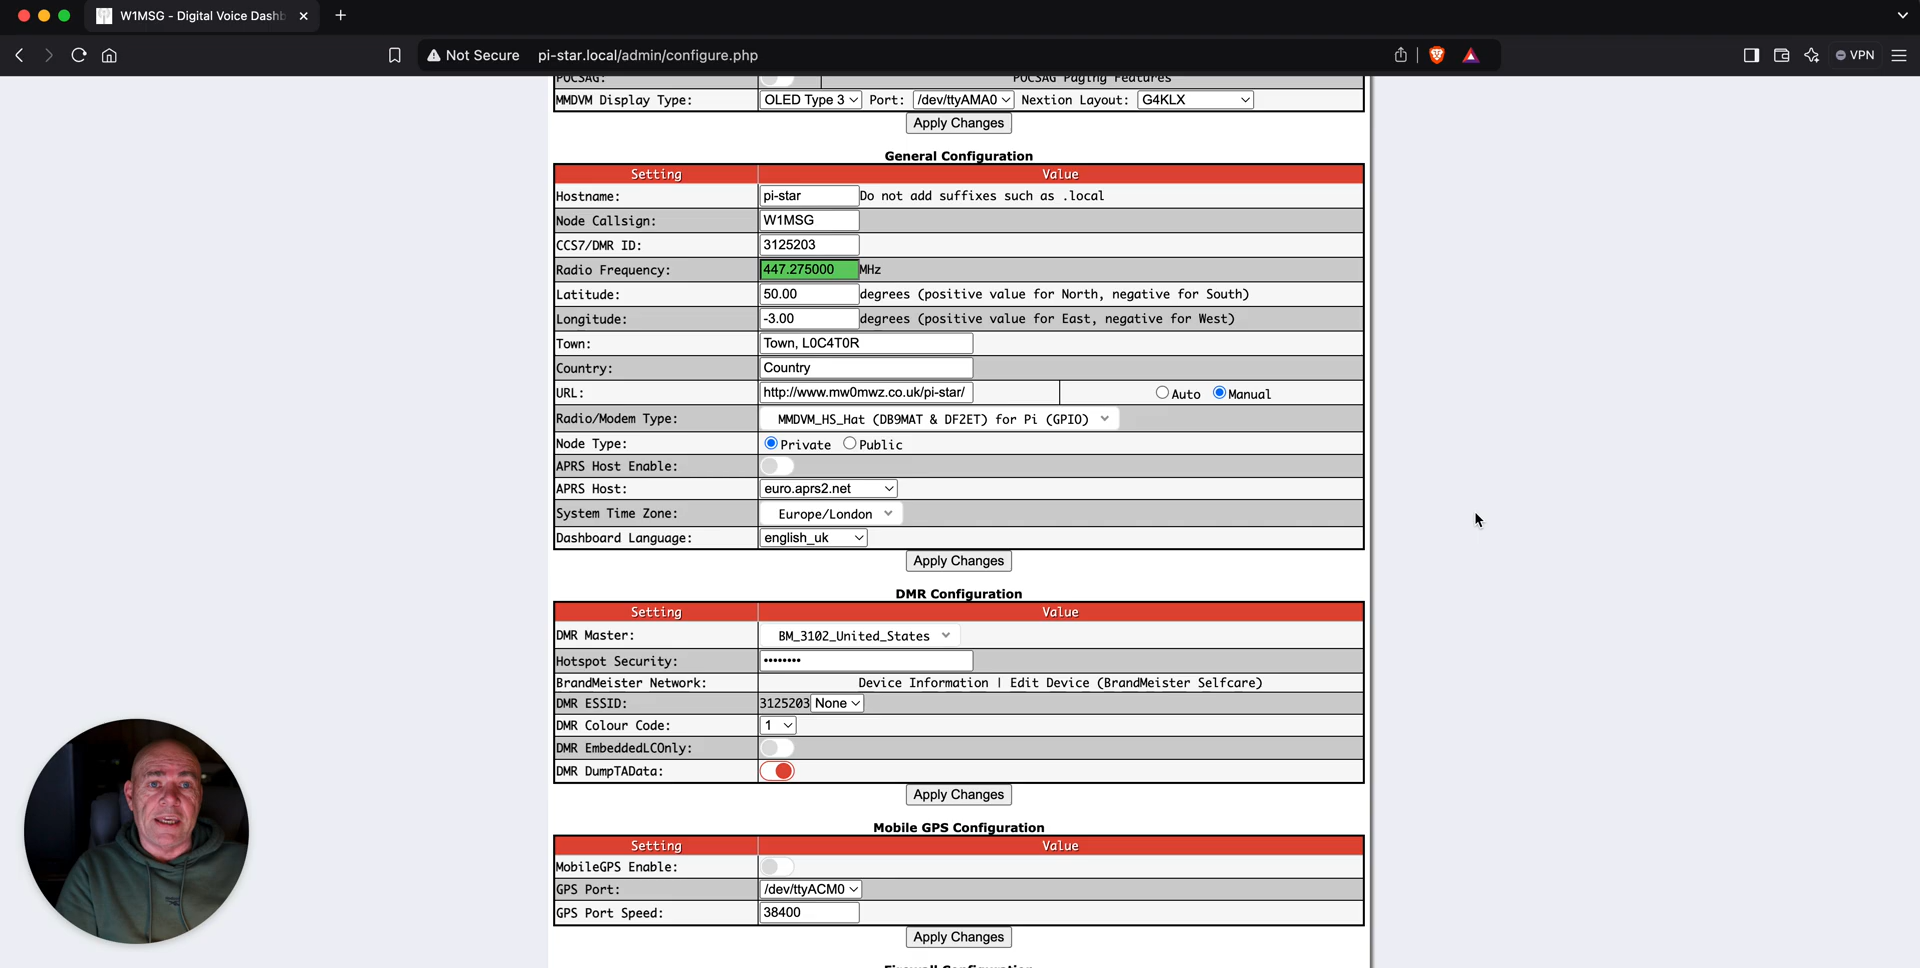 W1MSG - Digital Voice Dashb
Not Secure pi-star.local/admin/configure.php
VPN
POCSAG: POCSAG Paging Features
MMDVM Display Type: OLED Type 3 Port: /dev/ttyAMA0 Nextion Layout: G4KLX
Apply Changes
General Configuration
Setting Value
Hostname: pi-star Do not add suffixes such as .local
Node Callsign: W1MSG
CCS7/DMR ID: 3125203
Radio Frequency: 447.275000 MHz
Latitude: 50.00 degrees (positive value for North, negative for South)
Longitude: -3.00 degrees (positive value for East, negative for West)
Town: Town, L0C4T0R
Country: Country
URL: http://www.mw0mwz.co.uk/pi-star/ Auto Manual
Radio/Modem Type: MMDVM_HS_Hat (DB9MAT & DF2ET) for Pi (GPIO)
Node Type: Private Public
APRS Host Enable:
APRS Host: euro.aprs2.net
System Time Zone: Europe/London
Dashboard Language: english_uk
Apply Changes
DMR Configuration
Setting Value
DMR Master: BM_3102_United_States
Hotspot Security: ••••••••
BrandMeister Network: Device Information | Edit Device (BrandMeister Selfcare)
DMR ESSID: 3125203 None
DMR Colour Code: 1
DMR EmbeddedLCOnly:
DMR DumpTAData:
Apply Changes
Mobile GPS Configuration
Setting Value
MobileGPS Enable:
GPS Port: /dev/ttyACM0
GPS Port Speed: 38400
Apply Changes
Firewall Configuration